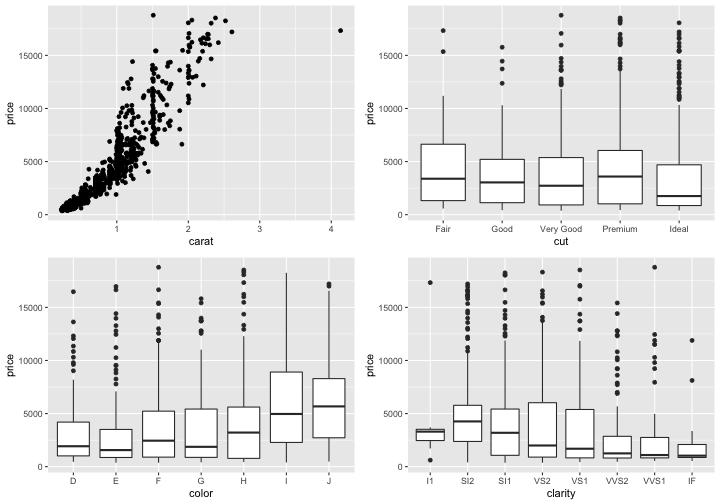 price
15000
10000
5000
0
1 2 3 4
carat
price
15000
10000
5000
0
Fair Good Very Good Premium Ideal
cut
price
15000
10000
5000
0
D E F G H I J
color
price
15000
10000
5000
0
I1 SI2 SI1 VS2 VS1 VVS2 VVS1 IF
clarity